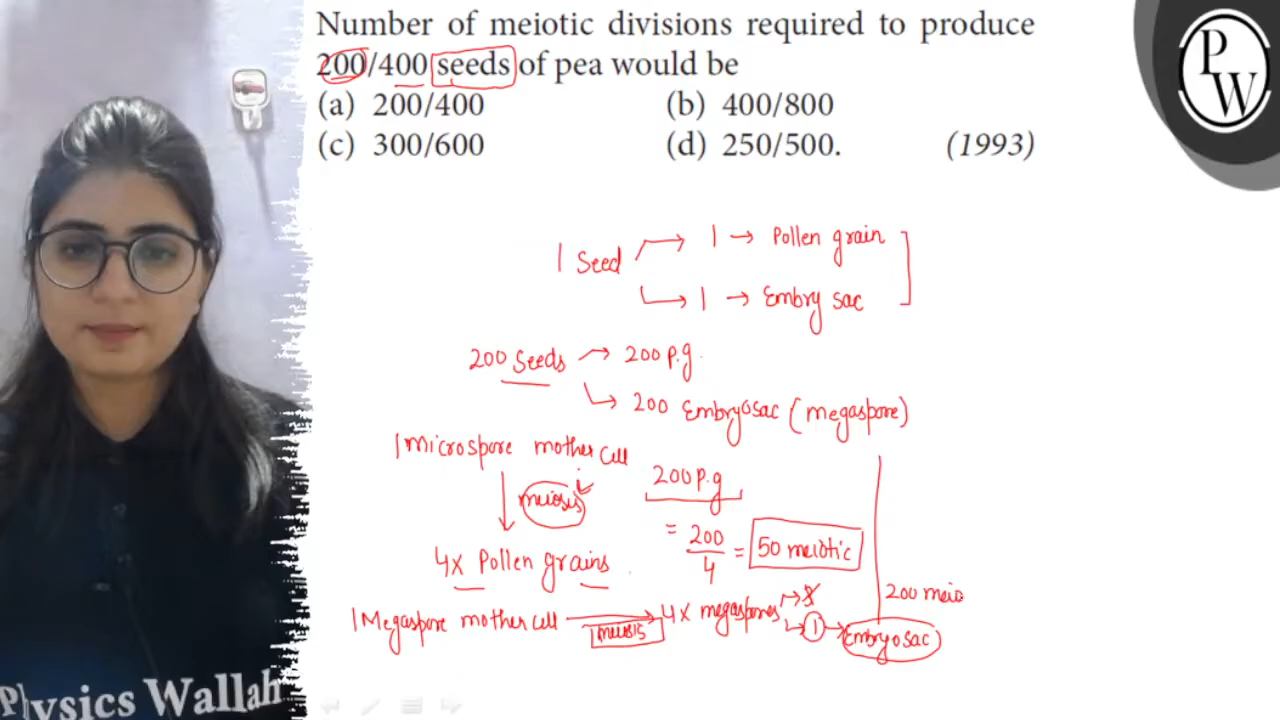 Number of meiotic divisions required to produce
200/400 seeds of pea would be
(a) 200/400 (b) 400/800
(c) 300/600 (d) 250/500. (1993)
PW
1 Seed → 1 → Pollen grain
→ 1 → Embry sac
200 Seeds → 200 p.g.
→ 200 Embryosac (megaspore)
1 microspore mother cell
meiosis
4x Pollen grains
200 p.g
= 200/4 = 50 meiotic
200 meio
1 Megaspore mother cell → 4x megaspores
meiosis
1 → Embryosac
Physics Wallah